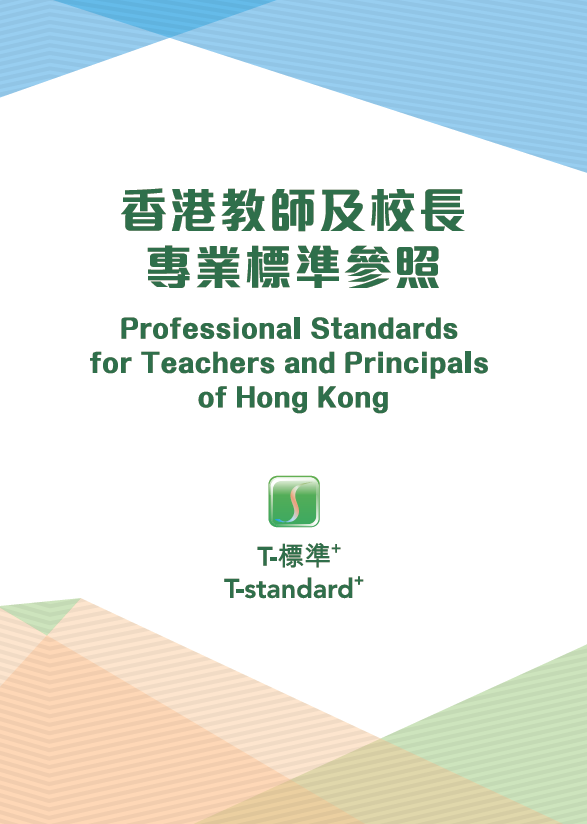 香港教師及校長
專業標準參照
Professional Standards
for Teachers and Principals
of Hong Kong
T-標準⁺
T-standard⁺